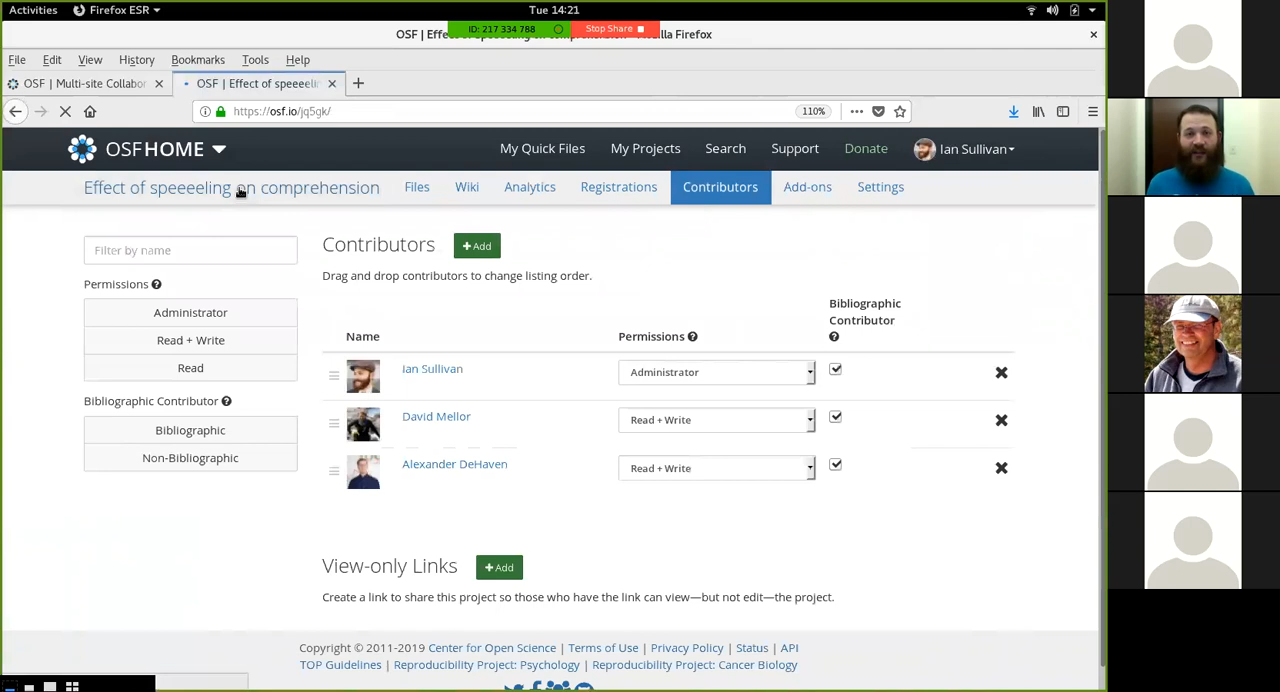 Activities Firefox ESR Tue 14:21
ID: 217 334 788 Stop Share
OSF | Effect of spe
lla Firefox
File Edit View History Bookmarks Tools Help
OSF | Multi-site Collabor OSF | Effect of speeeeli
https://osf.io/jq5gk/ 110%
OSFHOME My Quick Files My Projects Search Support Donate Ian Sullivan
Effect of speeeeling on comprehension Files Wiki Analytics Registrations Contributors Add-ons Settings
Filter by name
Permissions
Administrator
Read + Write
Read
Bibliographic Contributor
Bibliographic
Non-Bibliographic
Contributors + Add
Drag and drop contributors to change listing order.
Name Permissions Bibliographic Contributor
Ian Sullivan Administrator
David Mellor Read + Write
Alexander DeHaven Read + Write
View-only Links + Add
Create a link to share this project so those who have the link can view—but not edit—the project.
Copyright © 2011-2019 Center for Open Science | Terms of Use | Privacy Policy | Status | API
TOP Guidelines | Reproducibility Project: Psychology | Reproducibility Project: Cancer Biology